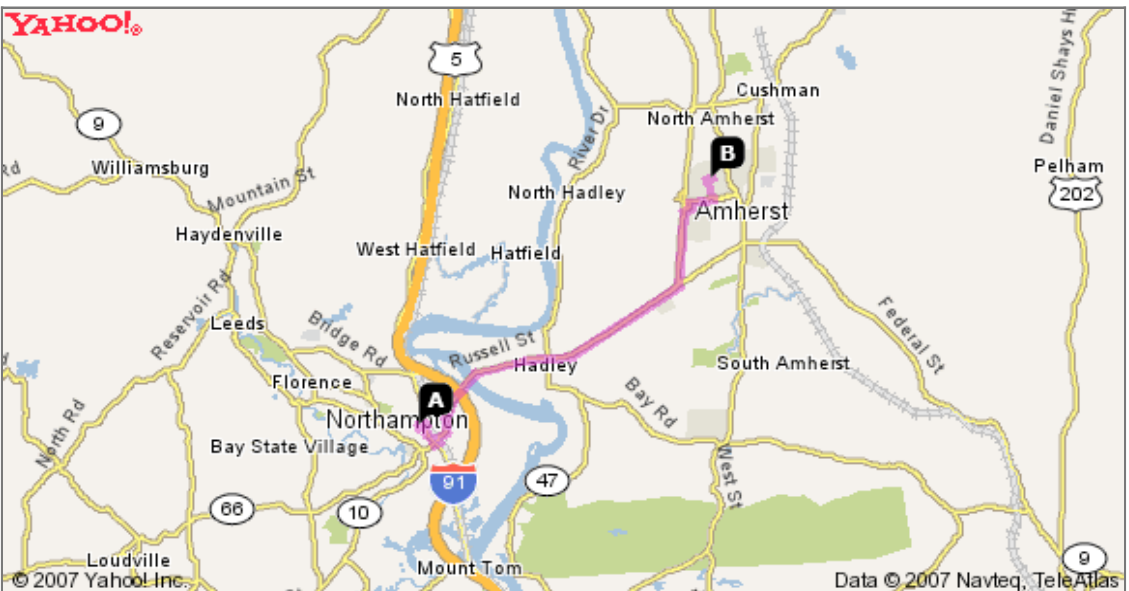 YAHOO!®
5
North Hatfield
Cushman
9
North Amherst
Daniel Shays H
River Dr
B
Rd
Williamsburg
Pelham
Mountain St
North Hadley
202
Amherst
Haydenville
West Hatfield
Hatfield
Reservoir Rd
Federal St
Leeds
Bridge Rd
Russell St
Hadley
South Amherst
Florence
Bay Rd
A
Northampton
North Rd
Bay State Village
West St
91
47
66
10
Loudville
9
Mount Tom
© 2007 Yahoo! Inc.
Data © 2007 Navteq, TeleAtlas